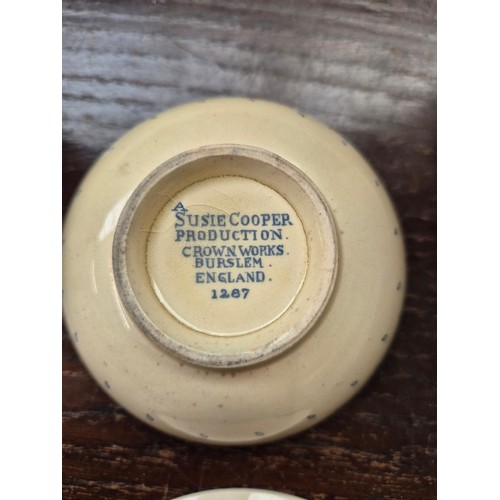 A
SUSIE COOPER
PRODUCTION.
CROWN WORKS.
BURSLEM.
ENGLAND.
1287